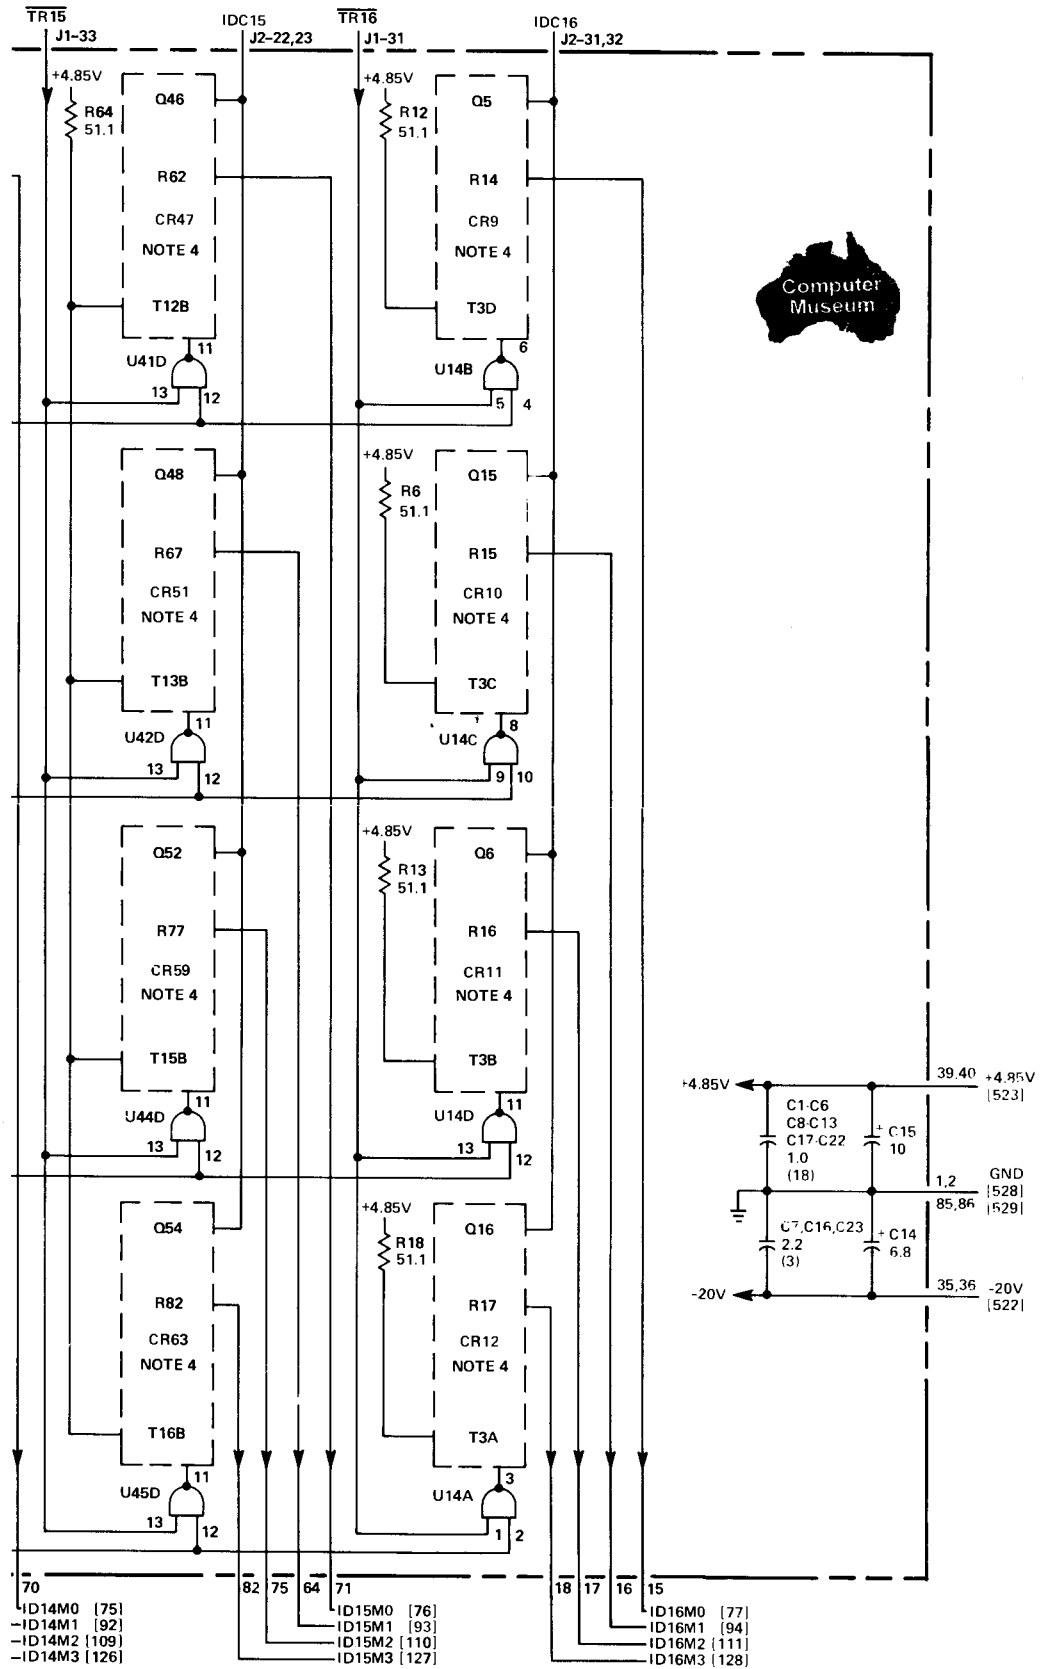 TR15
IDC15
TR16
IDC16
J1-33
J2-22,23
J1-31
J2-31,32
+4.85V
R64
51.1
Q46
R62
CR47
NOTE 4
T12B
U41D
11
13
12
+4.85V
R12
51.1
Q5
R14
CR9
NOTE 4
T3D
U14B
6
5
4
Computer
Museum
Q48
R67
CR51
NOTE 4
T13B
U42D
11
13
12
+4.85V
R6
51.1
Q15
R15
CR10
NOTE 4
T3C
U14C
8
9
10
Q52
R77
CR59
NOTE 4
T15B
U44D
11
13
12
+4.85V
R13
51.1
Q6
R16
CR11
NOTE 4
T3B
U14D
11
13
12
Q54
R82
CR63
NOTE 4
T16B
U45D
11
13
12
+4.85V
R18
51.1
Q16
R17
CR12
NOTE 4
T3A
U14A
3
1
2
+4.85V
39,40
+4.85V
[523]
C1-C6
C8-C13
C17-C22
1.0
(18)
+ C15
10
1,2
GND
[528]
85,86
[529]
C7,C16,C23
2.2
(3)
+ C14
6.8
-20V
35,36
-20V
[522]
70
82
75
64
71
18
17
16
15
ID14M0 [75]
ID14M1 [92]
ID14M2 [109]
ID14M3 [126]
ID15M0 [76]
ID15M1 [93]
ID15M2 [110]
ID15M3 [127]
ID16M0 [77]
ID16M1 [94]
ID16M2 [111]
ID16M3 [128]